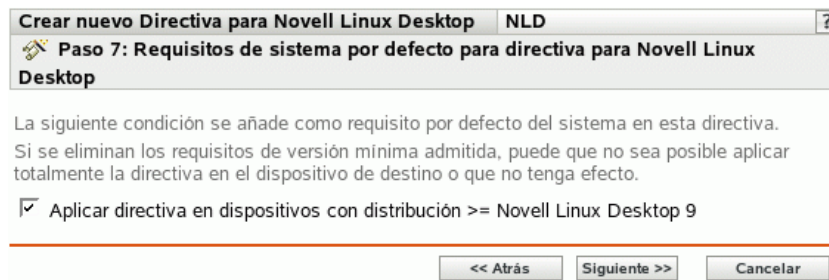 Crear nuevo Directiva para Novell Linux Desktop NLD ?
Paso 7: Requisitos de sistema por defecto para directiva para Novell Linux
Desktop
La siguiente condición se añade como requisito por defecto del sistema en esta directiva.
Si se eliminan los requisitos de versión mínima admitida, puede que no sea posible aplicar
totalmente la directiva en el dispositivo de destino o que no tenga efecto.
Aplicar directiva en dispositivos con distribución >= Novell Linux Desktop 9
<< Atrás Siguiente >> Cancelar